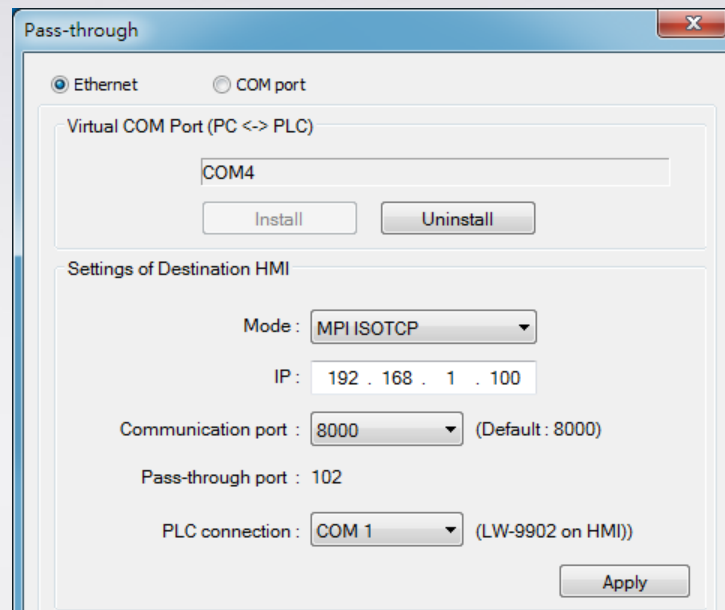 Pass-through
Ethernet COM port
Virtual COM Port (PC <-> PLC)
COM4
Install Uninstall
Settings of Destination HMI
Mode : MPI ISOTCP
IP : 192 . 168 . 1 . 100
Communication port : 8000 (Default : 8000)
Pass-through port : 102
PLC connection : COM 1 (LW-9902 on HMI))
Apply